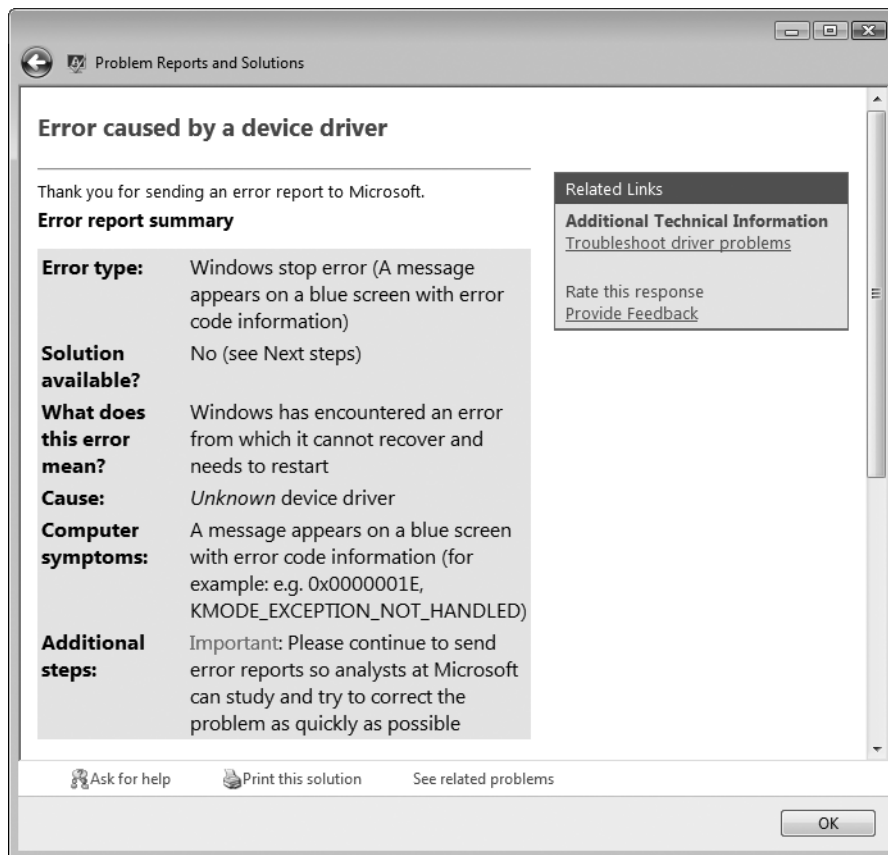 Problem Reports and Solutions
Error caused by a device driver
Thank you for sending an error report to Microsoft.
Error report summary
Error type: Windows stop error (A message
appears on a blue screen with error
code information)
Solution No (see Next steps)
available?
What does Windows has encountered an error
this error from which it cannot recover and
mean? needs to restart
Cause: Unknown device driver
Computer A message appears on a blue screen
symptoms: with error code information (for
example: e.g. 0x0000001E,
KMODE_EXCEPTION_NOT_HANDLED)
Additional Important: Please continue to send
steps: error reports so analysts at Microsoft
can study and try to correct the
problem as quickly as possible
Related Links
Additional Technical Information
Troubleshoot driver problems
Rate this response
Provide Feedback
Ask for help Print this solution See related problems
OK